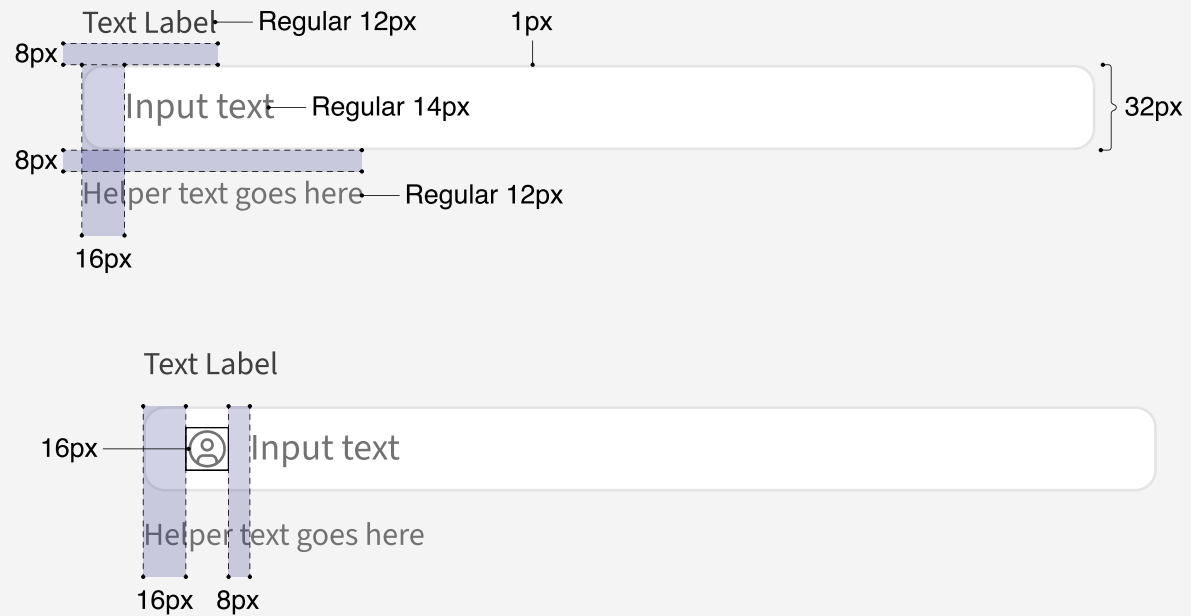 Text Label
Regular 12px
1px
8px
Input text
Regular 14px
32px
8px
Helper text goes here
Regular 12px
16px
Text Label
16px
Input text
Helper text goes here
16px
8px